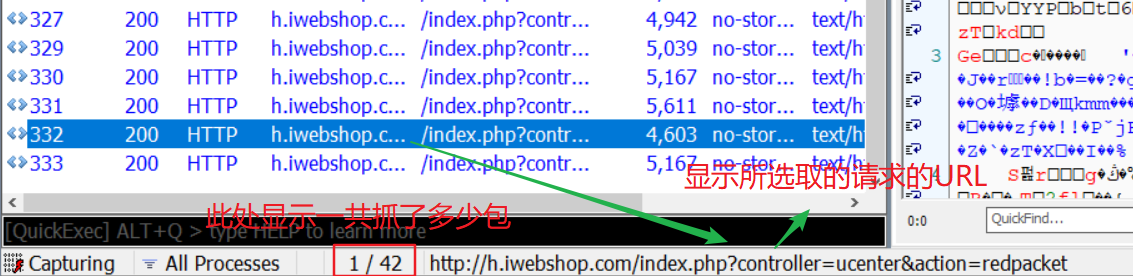 327 200 HTTP h.iwebshop.c... /index.php?contr... 4,942 no-stor... text/h
329 200 HTTP h.iwebshop.c... /index.php?contr... 5,039 no-stor... text/h
330 200 HTTP h.iwebshop.c... /index.php?contr... 5,167 no-stor... text/h
331 200 HTTP h.iwebshop.c... /index.php?contr... 5,611 no-stor... text/h
332 200 HTTP h.iwebshop.c... /index.php?contr... 4,603 no-stor... text/h
333 200 HTTP h.iwebshop.c... /index.php?contr... 5,167 no-stor... text/h
显示所选取的请求的URL
此处显示一共抓了多少包
[QuickExec] ALT+Q > type HELP to learn more
0:0 QuickFind...
Capturing All Processes 1 / 42 http://h.iwebshop.com/index.php?controller=ucenter&action=redpacket